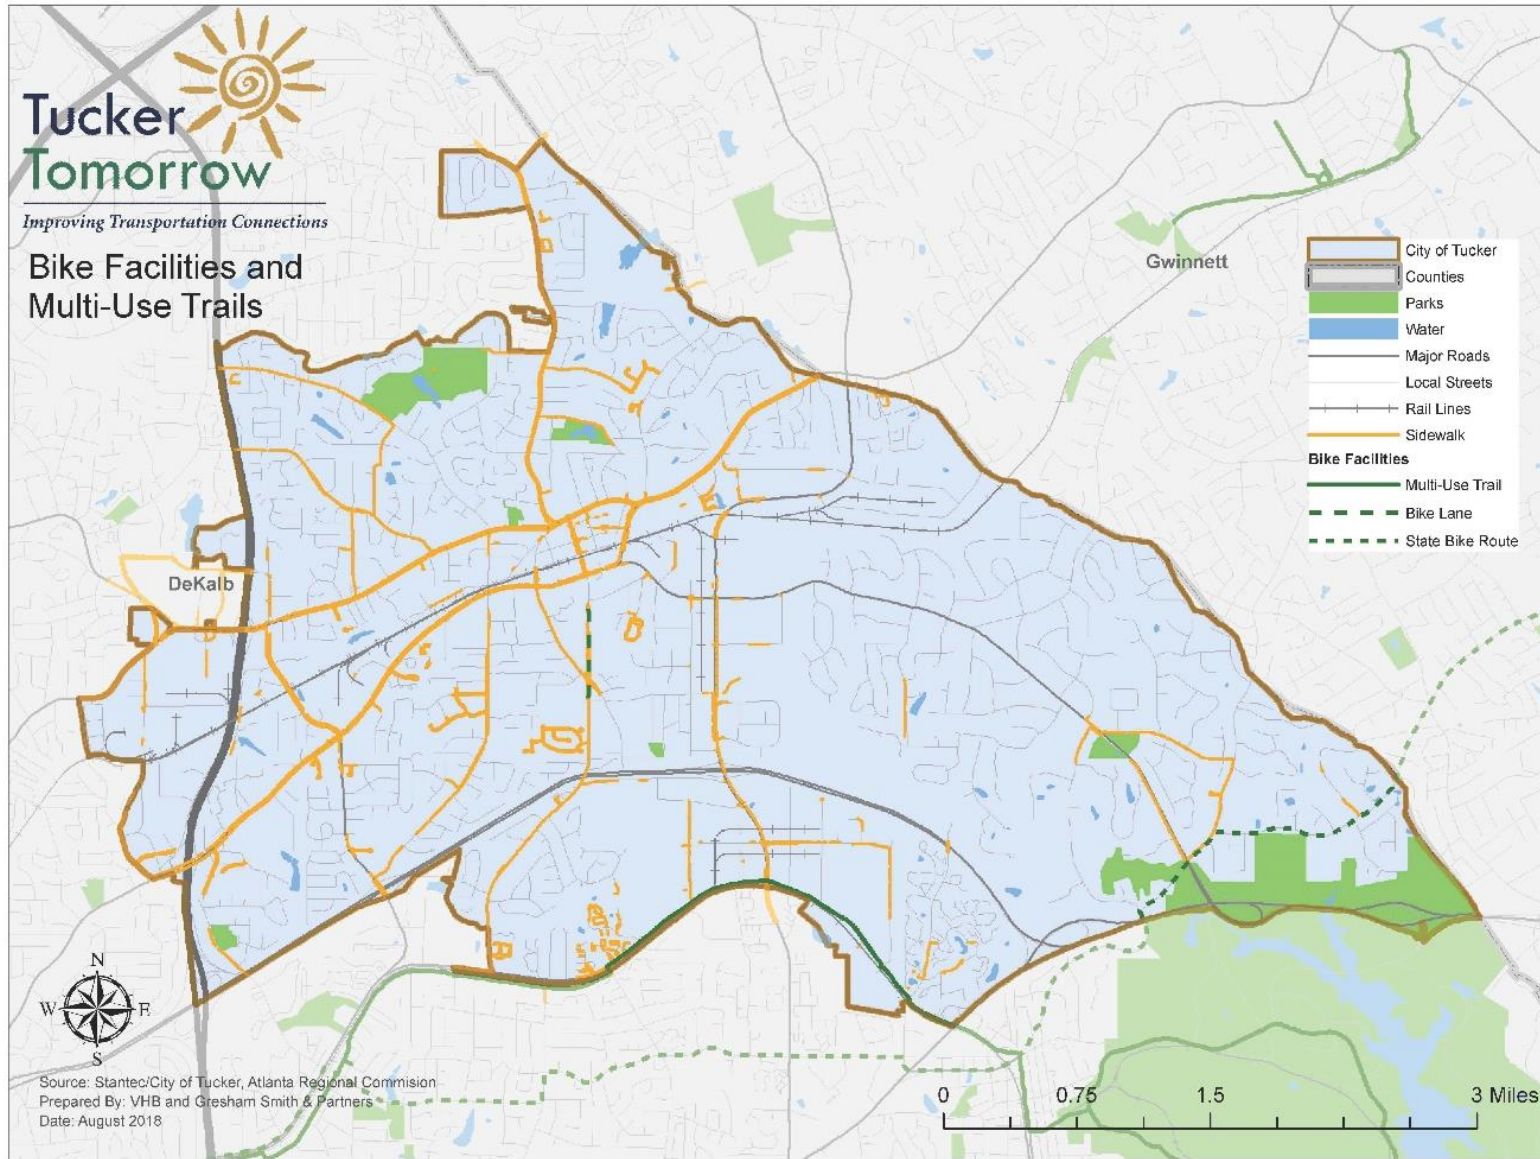 Tucker
Tomorrow
Improving Transportation Connections
Bike Facilities and
Multi-Use Trails
Gwinnett
DeKalb
City of Tucker
Counties
Parks
Water
Major Roads
Local Streets
Rail Lines
Sidewalk
Bike Facilities
Multi-Use Trail
Bike Lane
State Bike Route
N
W E
S
Source: Stantec/City of Tucker, Atlanta Regional Commision
Prepared By: VHB and Gresham Smith & Partners
Date: August 2018
0 0.75 1.5 3 Miles